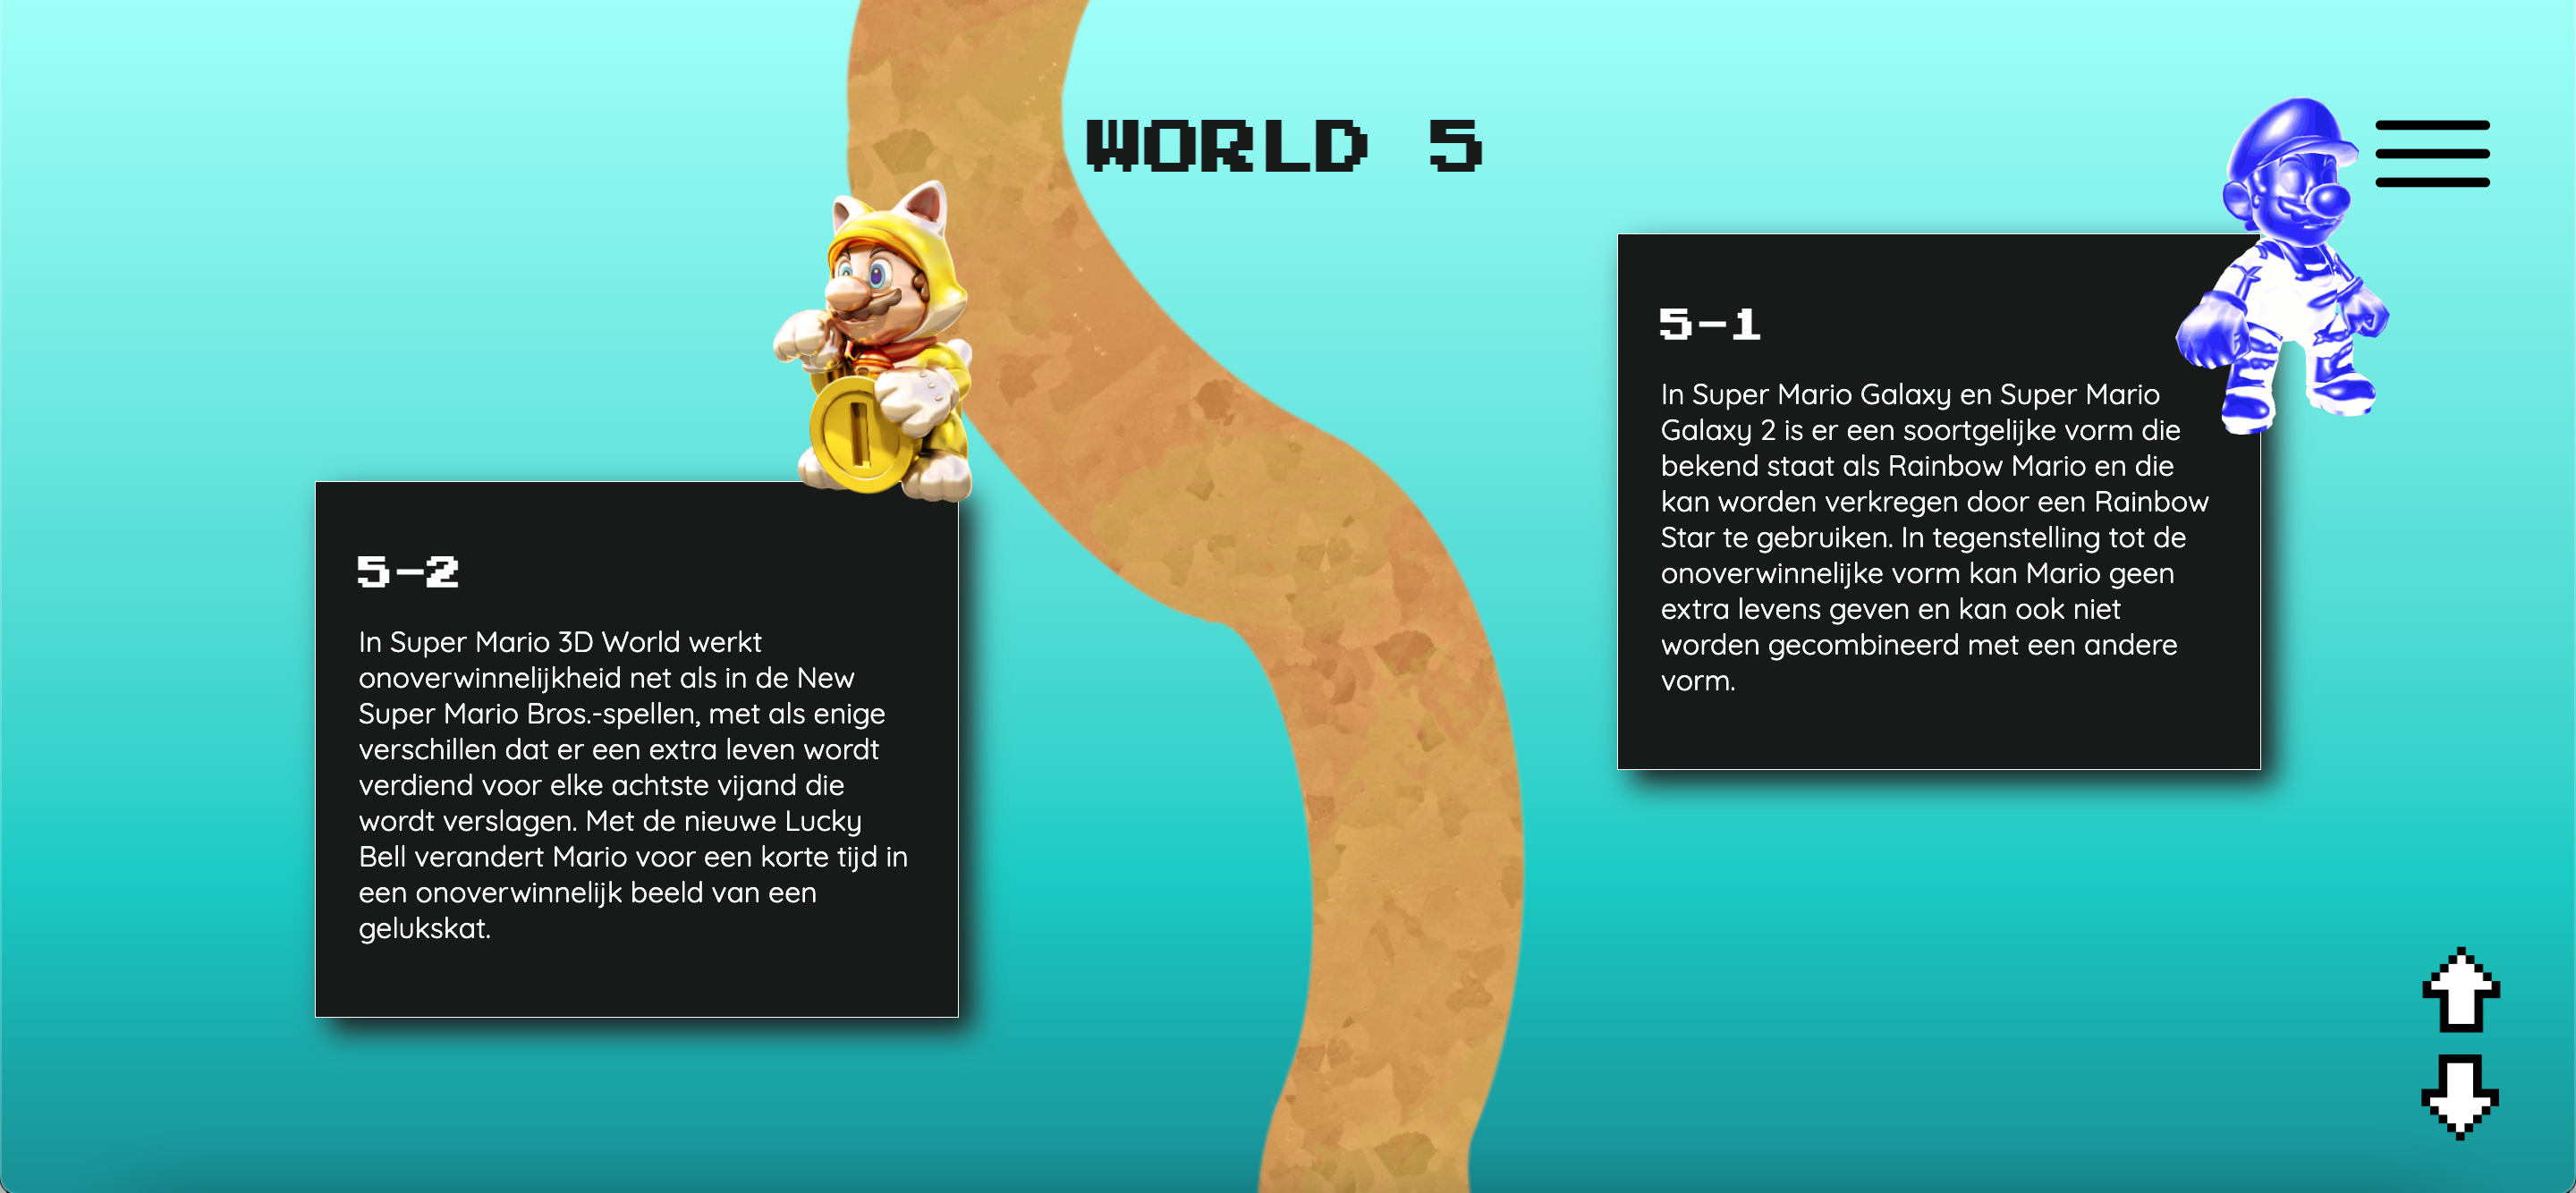 WORLD 5
5-1
In Super Mario Galaxy en Super Mario
Galaxy 2 is er een soortgelijke vorm die
bekend staat als Rainbow Mario en die
kan worden verkregen door een Rainbow
Star te gebruiken. In tegenstelling tot de
onoverwinnelijke vorm kan Mario geen
extra levens geven en kan ook niet
worden gecombineerd met een andere
vorm.
5-2
In Super Mario 3D World werkt
onoverwinnelijkheid net als in de New
Super Mario Bros.-spellen, met als enige
verschillen dat er een extra leven wordt
verdiend voor elke achtste vijand die
wordt verslagen. Met de nieuwe Lucky
Bell verandert Mario voor een korte tijd in
een onoverwinnelijk beeld van een
gelukskat.